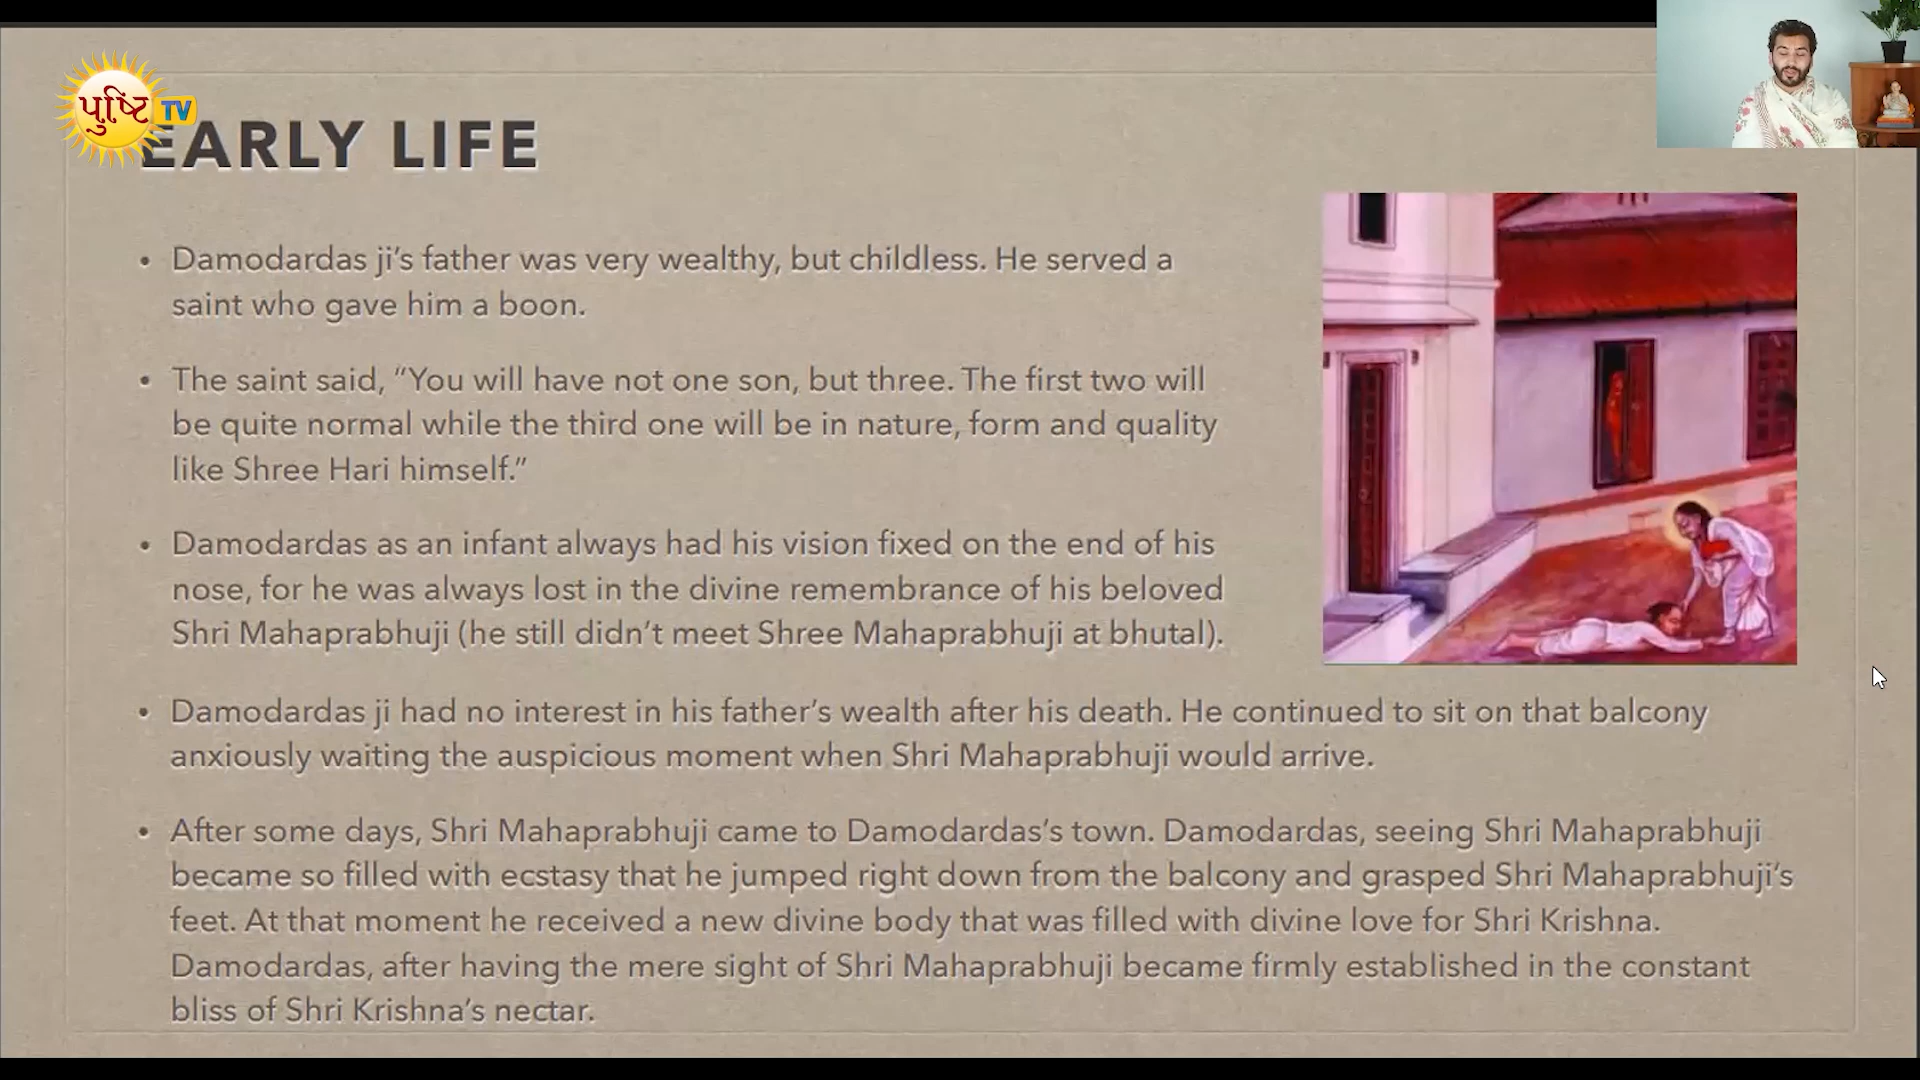 પુષ્ટિ TV
EARLY LIFE
• Damodardas ji’s father was very wealthy, but childless. He served a
saint who gave him a boon.
• The saint said, “You will have not one son, but three. The first two will
be quite normal while the third one will be in nature, form and quality
like Shree Hari himself.”
• Damodardas as an infant always had his vision fixed on the end of his
nose, for he was always lost in the divine remembrance of his beloved
Shri Mahaprabhuji (he still didn’t meet Shree Mahaprabhuji at bhutal).
• Damodardas ji had no interest in his father’s wealth after his death. He continued to sit on that balcony
anxiously waiting the auspicious moment when Shri Mahaprabhuji would arrive.
• After some days, Shri Mahaprabhuji came to Damodardas’s town. Damodardas, seeing Shri Mahaprabhuji
became so filled with ecstasy that he jumped right down from the balcony and grasped Shri Mahaprabhuji’s
feet. At that moment he received a new divine body that was filled with divine love for Shri Krishna.
Damodardas, after having the mere sight of Shri Mahaprabhuji became firmly established in the constant
bliss of Shri Krishna’s nectar.